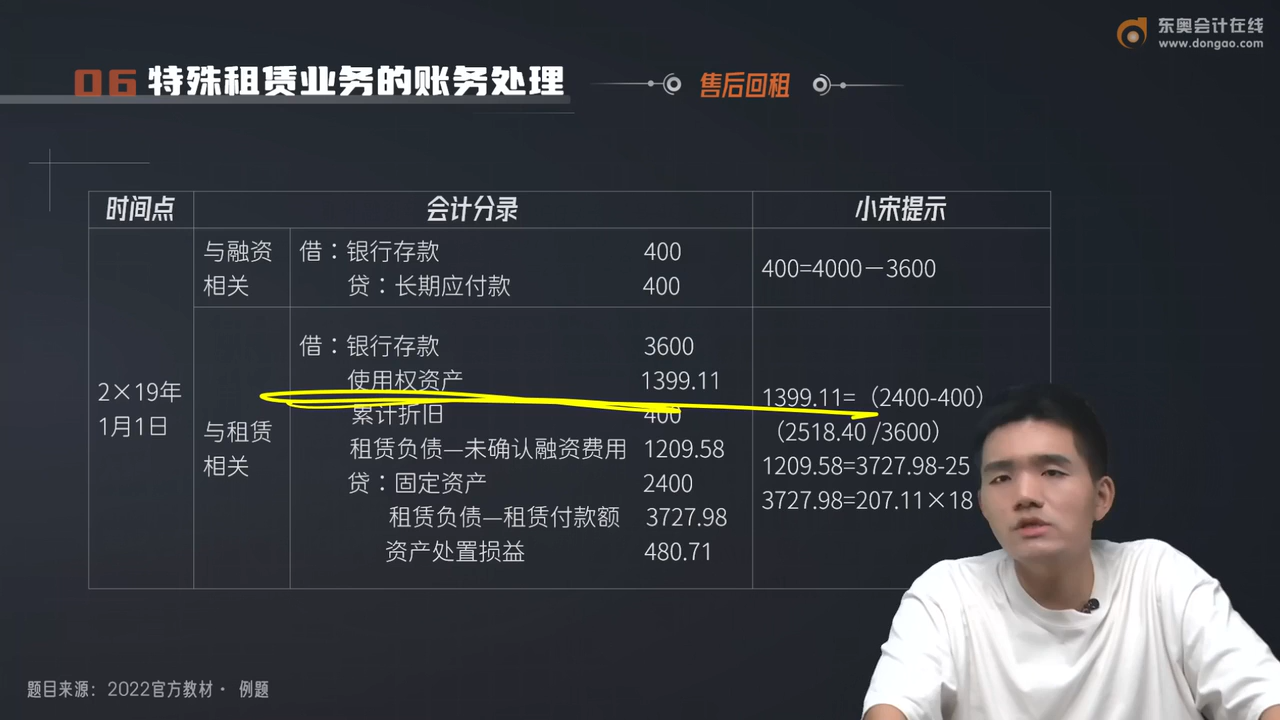 东奥会计在线
www.dongao.com
06 特殊租赁业务的账务处理
售后回租
时间点 会计分录 小宋提示
与融资
相关
借：银行存款 400
贷：长期应付款 400
400=4000－3600
2×19年
1月1日
与租赁
相关
借：银行存款 3600
使用权资产 1399.11
累计折旧 400
租赁负债—未确认融资费用 1209.58
贷：固定资产 2400
租赁负债—租赁付款额 3727.98
资产处置损益 480.71
1399.11=（2400-400）
（2518.40 /3600）
1209.58=3727.98-25
3727.98=207.11×18
题目来源：2022官方教材· 例题